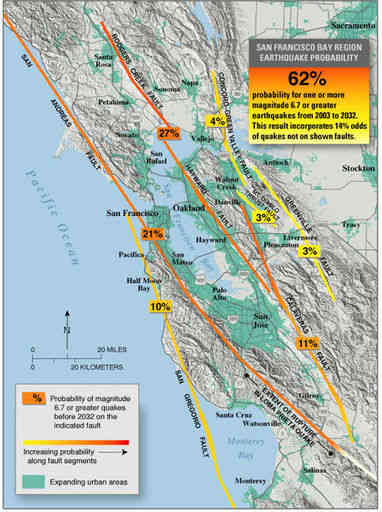 SAN FRANCISCO BAY REGION
EARTHQUAKE PROBABILITY
62%
probability for one or more
magnitude 6.7 or greater
earthquakes from 2003 to 2032.
This result incorporates 14% odds
of quakes not on shown faults.
Sacramento
SAN
ANDREAS
FAULT
RODGERS
CREEK FAULT
CONCORD-GREEN VALLEY FAULT
Santa
Rosa
Napa
Sonoma
Petaluma
4%
27%
Novato
Vallejo
San
Rafael
Antioch
Stockton
Walnut
Creek
MT. DIABLO
THRUST FAULT
GREENVILLE
FAULT
HAYWARD
FAULT
Danville
Oakland
San Francisco
3%
Tracy
Pacific Ocean
21%
Hayward
Livermore
Pleasanton
3%
Pacifica
San
Mateo
Half Moon
Bay
Palo
Alto
CALAVERAS
FAULT
10%
San
Jose
11%
N
0 20 MILES
0 20 KILOMETERS
SAN
GREGORIO
FAULT
EXTENT OF RUPTURE
IN LOMA PRIETA QUAKE
Gilroy
Santa Cruz
Watsonville
Monterey
Bay
Salinas
Monterey
%
Probability of magnitude
6.7 or greater quakes
before 2032 on the
indicated fault
Increasing probability
along fault segments
Expanding urban areas